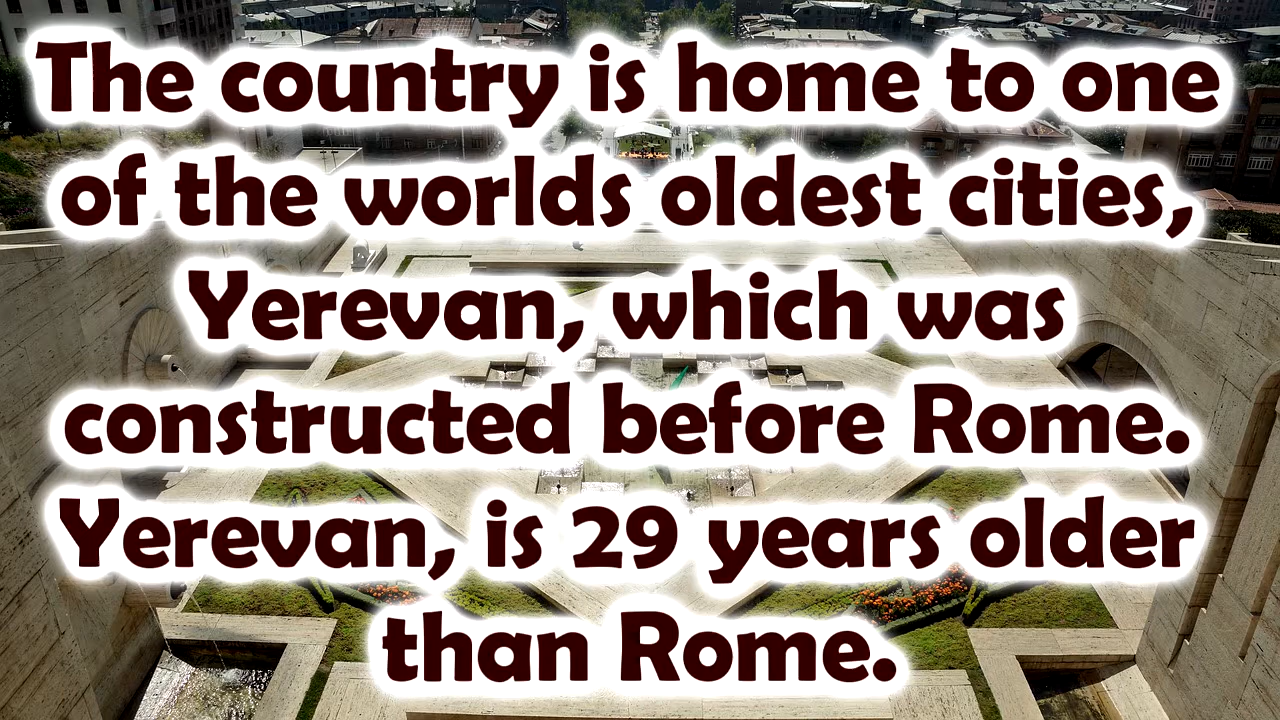 The country is home to one
of the worlds oldest cities,
Yerevan, which was
constructed before Rome.
Yerevan, is 29 years older
than Rome.